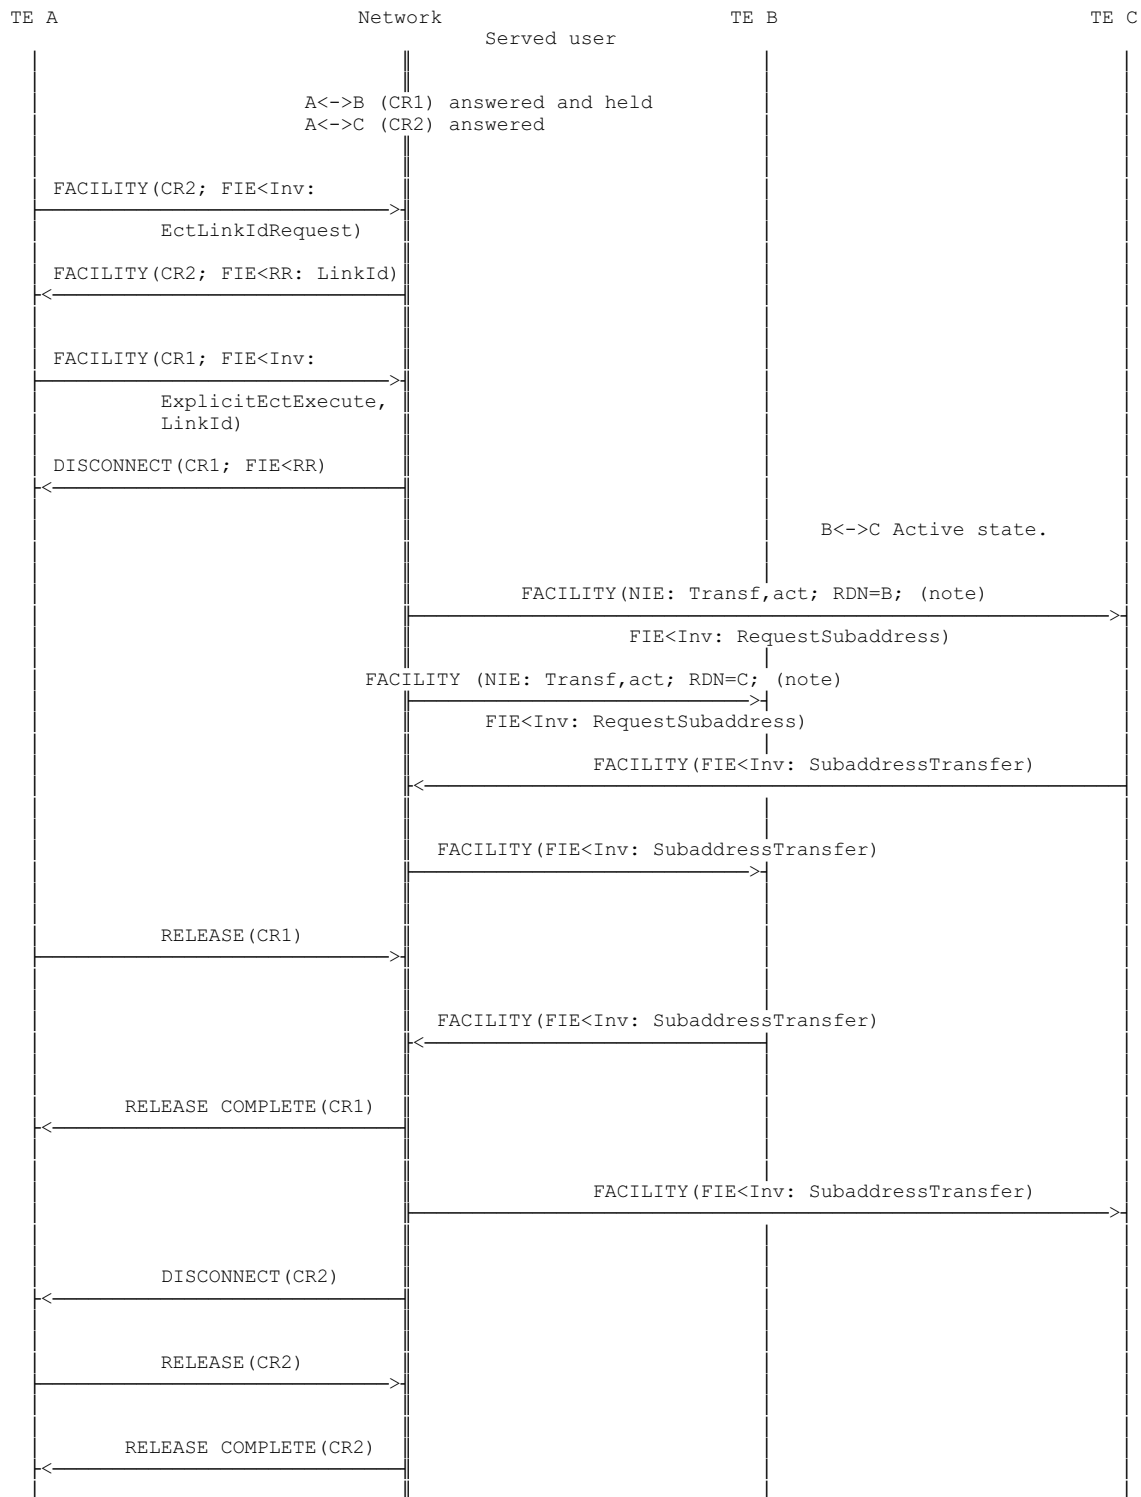 TE A Network TE B TE C
Served user
A<->B (CR1) answered and held
A<->C (CR2) answered
FACILITY(CR2; FIE<Inv:
EctLinkIdRequest)
FACILITY(CR2; FIE<RR: LinkId)
FACILITY(CR1; FIE<Inv:
ExplicitEctExecute,
LinkId)
DISCONNECT(CR1; FIE<RR)
B<->C Active state.
FACILITY(NIE: Transf,act; RDN=B; (note)
FIE<Inv: RequestSubaddress)
FACILITY (NIE: Transf,act; RDN=C; (note)
FIE<Inv: RequestSubaddress)
FACILITY(FIE<Inv: SubaddressTransfer)
FACILITY(FIE<Inv: SubaddressTransfer)
RELEASE(CR1)
FACILITY(FIE<Inv: SubaddressTransfer)
RELEASE COMPLETE(CR1)
FACILITY(FIE<Inv: SubaddressTransfer)
DISCONNECT(CR2)
RELEASE(CR2)
RELEASE COMPLETE(CR2)